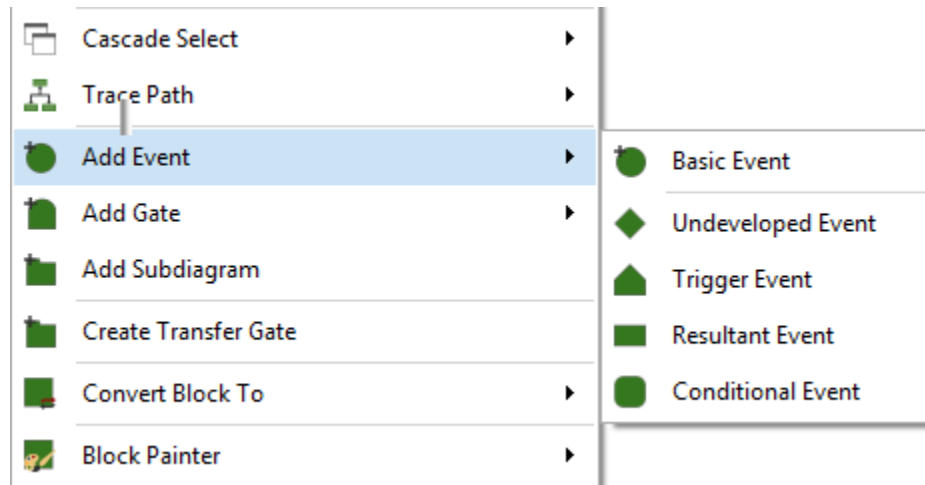 Cascade Select
Trace Path
Add Event
Add Gate
Add Subdiagram
Create Transfer Gate
Convert Block To
Block Painter
Basic Event
Undeveloped Event
Trigger Event
Resultant Event
Conditional Event